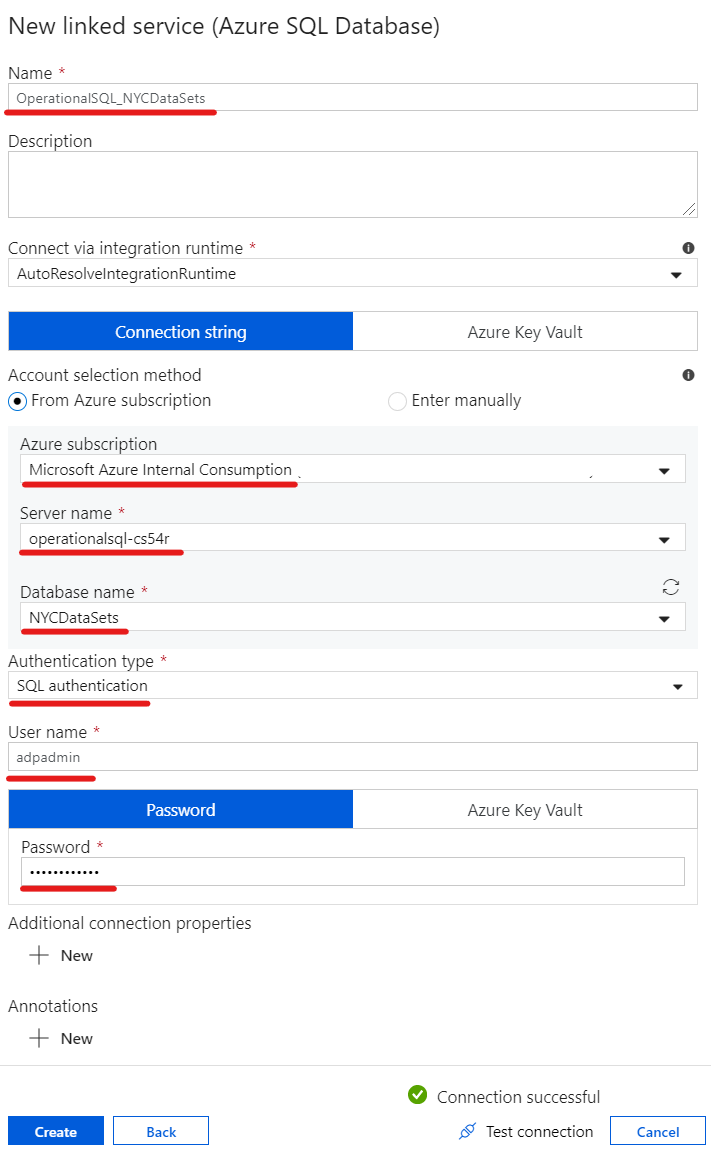 New linked service (Azure SQL Database)
Name *
OperationalSQL_NYCDataSets
Description
Connect via integration runtime *
AutoResolveIntegrationRuntime
Connection string Azure Key Vault
Account selection method
From Azure subscription Enter manually
Azure subscription
Microsoft Azure Internal Consumption
Server name *
operationalsql-cs54r
Database name *
NYCDataSets
Authentication type *
SQL authentication
User name *
adpadmin
Password Azure Key Vault
Password *
••••••••••••
Additional connection properties
New
Annotations
New
Connection successful
Create Back Test connection Cancel